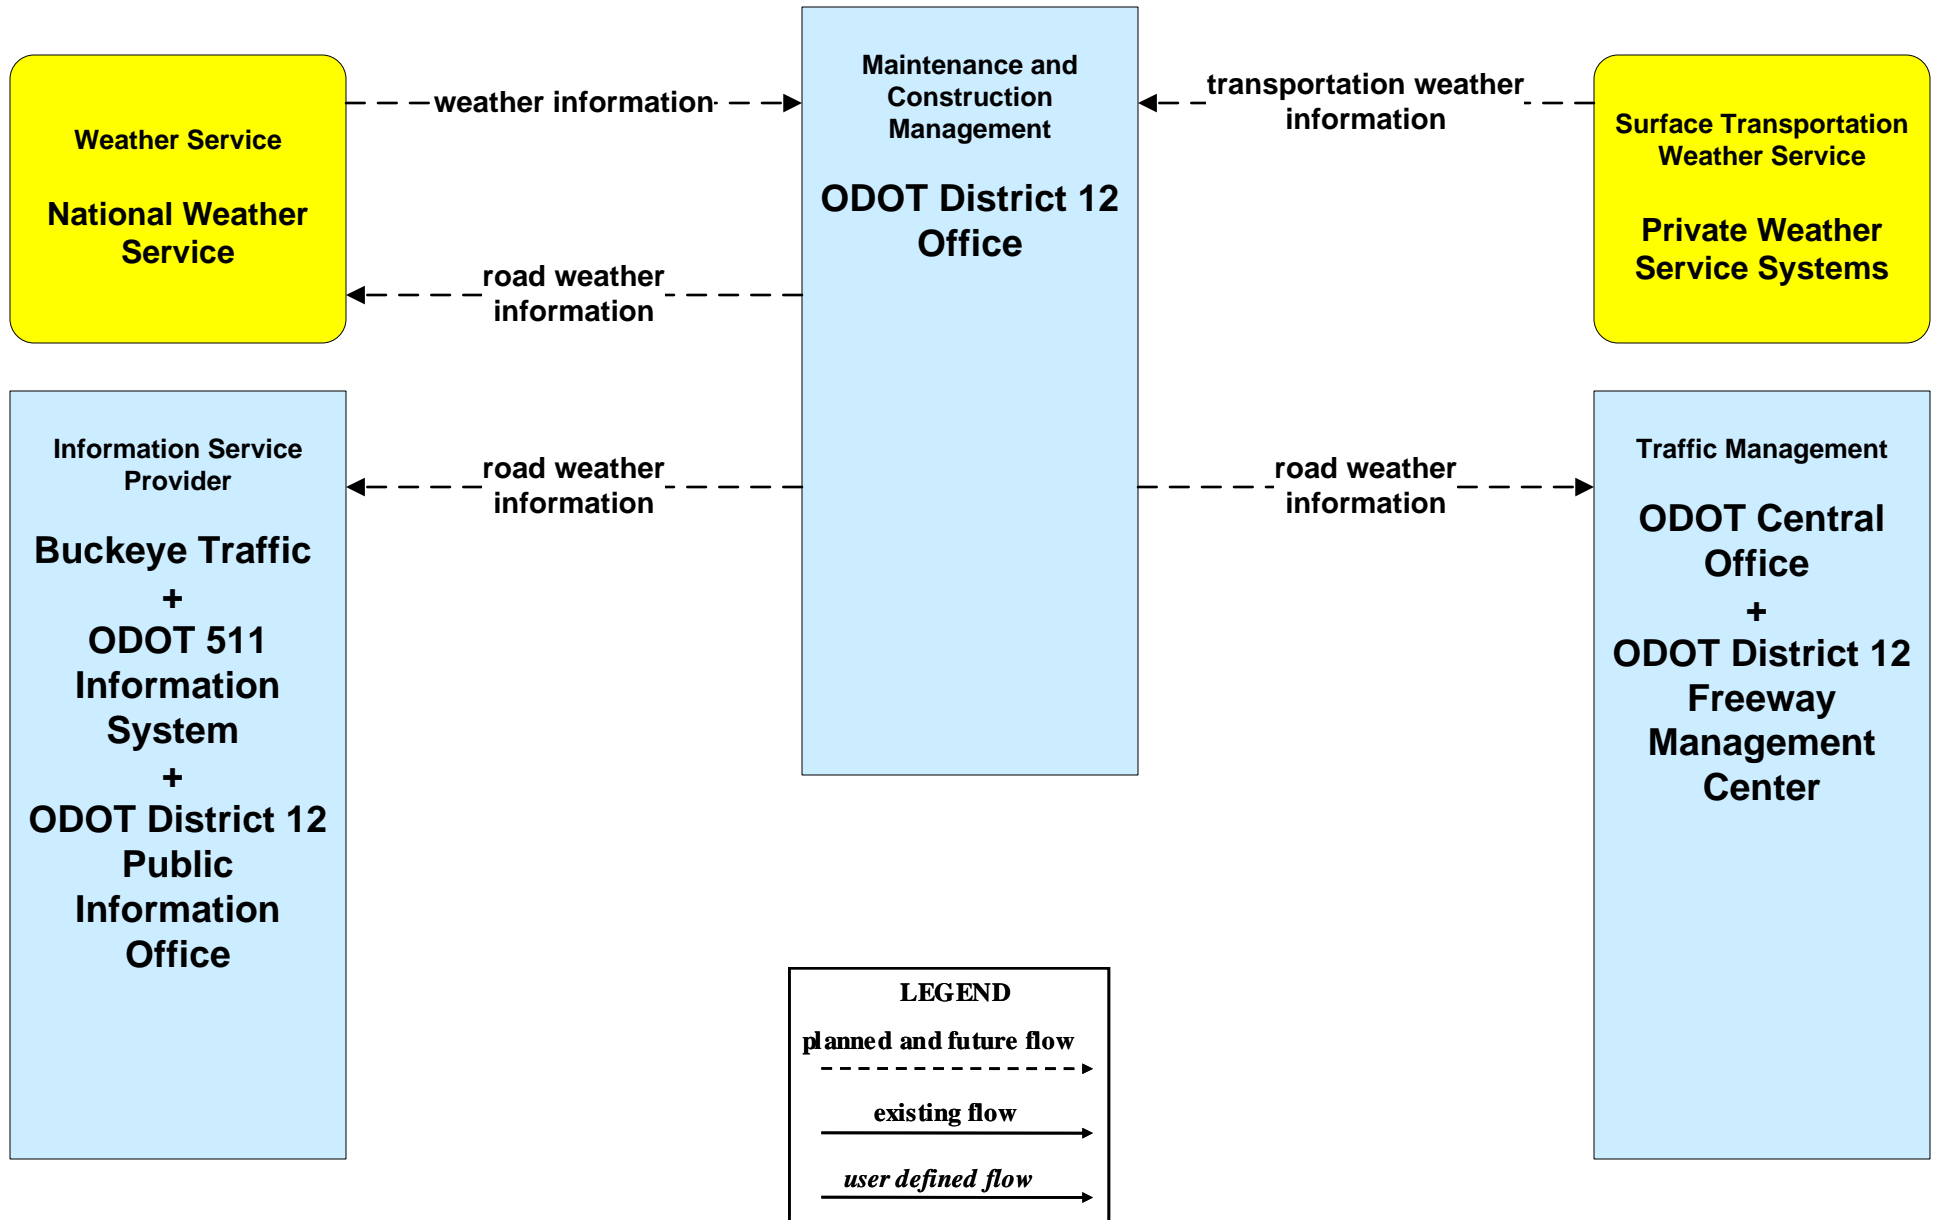 Weather Service
National Weather
Service
weather information
road weather
information
Maintenance and
Construction
Management
ODOT District 12
Office
transportation weather
information
Surface Transportation
Weather Service
Private Weather
Service Systems
Information Service
Provider
Buckeye Traffic
+
ODOT 511
Information
System
+
ODOT District 12
Public
Information
Office
road weather
information
road weather
information
Traffic Management
ODOT Central
Office
+
ODOT District 12
Freeway
Management
Center
LEGEND
planned and future flow
existing flow
user defined flow